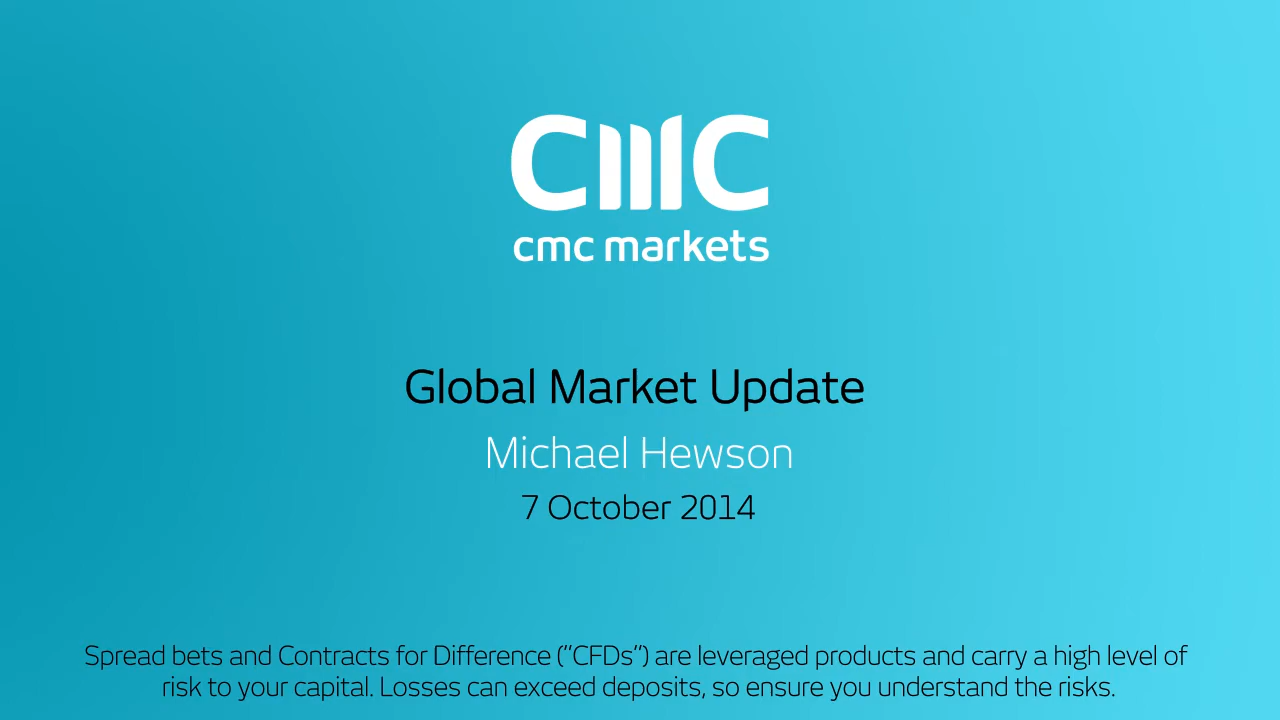 CMC
cmc markets
Global Market Update
Michael Hewson
7 October 2014
Spread bets and Contracts for Difference (“CFDs”) are leveraged products and carry a high level of
risk to your capital. Losses can exceed deposits, so ensure you understand the risks.